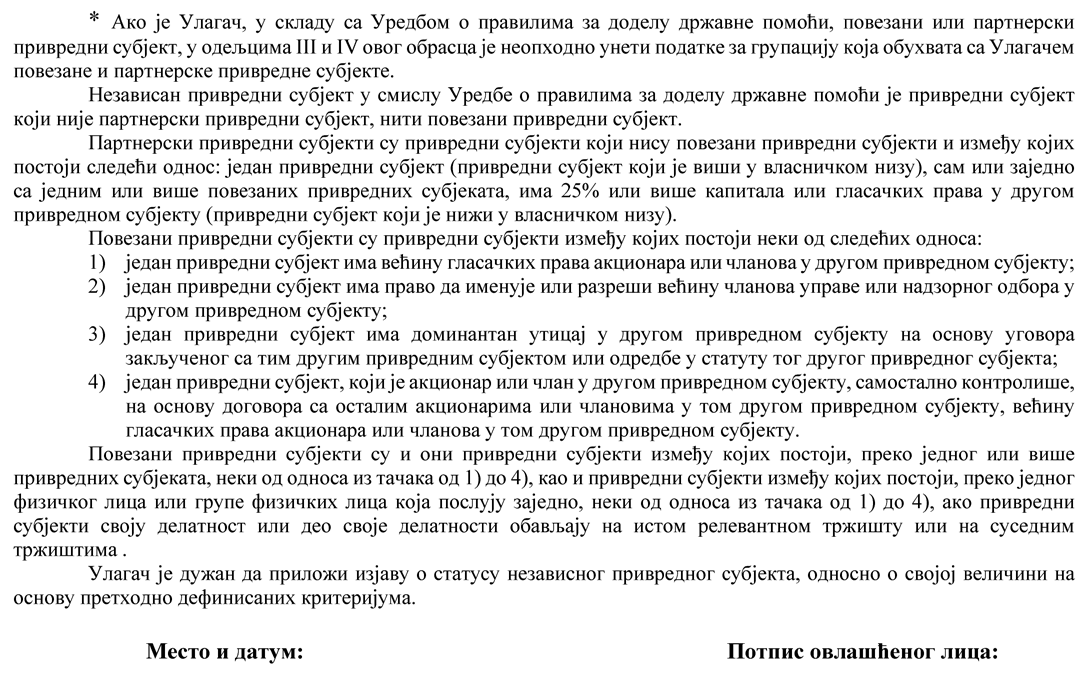 * Ако је Улагач, у складу са Уредбом о правилима за доделу државне помоћи, повезани или партнерски
привредни субјект, у одељцима III и IV овог обрасца је неопходно унети податке за групацију која обухвата са Улагачем
повезане и партнерске привредне субјекте.
Независан привредни субјект у смислу Уредбе о правилима за доделу државне помоћи је привредни субјект
који није партнерски привредни субјект, нити повезани привредни субјект.
Партнерски привредни субјекти су привредни субјекти који нису повезани привредни субјекти и између којих
постоји следећи однос: један привредни субјект (привредни субјект који је виши у власничком низу), сам или заједно
са једним или више повезаних привредних субјеката, има 25% или више капитала или гласачких права у другом
привредном субјекту (привредни субјект који је нижи у власничком низу).
Повезани привредни субјекти су привредни субјекти између којих постоји неки од следећих односа:
1) један привредни субјект има већину гласачких права акционара или чланова у другом привредном субјекту;
2) један привредни субјект има право да именује или разреши већину чланова управе или надзорног одбора у
другом привредном субјекту;
3) један привредни субјект има доминантан утицај у другом привредном субјекту на основу уговора
закљученог са тим другим привредним субјектом или одредбе у статуту тог другог привредног субјекта;
4) један привредни субјект, који је акционар или члан у другом привредном субјекту, самостално контролише,
на основу договора са осталим акционарима или члановима у том другом привредном субјекту, већину
гласачких права акционара или чланова у том другом привредном субјекту.
Повезани привредни субјекти су и они привредни субјекти између којих постоји, преко једног или више
привредних субјеката, неки од односа из тачака од 1) до 4), као и привредни субјекти између којих постоји, преко једног
физичког лица или групе физичких лица која послују заједно, неки од односа из тачака од 1) до 4), ако привредни
субјекти своју делатност или део своје делатности обављају на истом релевантном тржишту или на суседним
тржиштима .
Улагач је дужан да приложи изјаву о статусу независног привредног субјекта, односно о својој величини на
основу претходно дефинисаних критеријума.
Место и датум: Потпис овлашћеног лица: